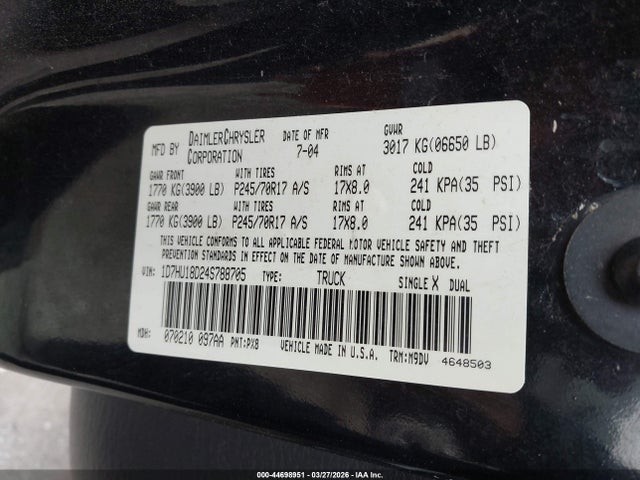 MFD BY DAIMLERCHRYSLER CORPORATION DATE OF MFR 7-04 GVWR 3017 KG(06650 LB)
GAWR FRONT WITH TIRES RIMS AT COLD
1770 KG(3900 LB) P245/70R17 A/S 17X8.0 241 KPA(35 PSI)
GAWR REAR WITH TIRES RIMS AT COLD
1770 KG(3900 LB) P245/70R17 A/S 17X8.0 241 KPA(35 PSI)
THIS VEHICLE CONFORMS TO ALL APPLICABLE FEDERAL MOTOR VEHICLE SAFETY AND THEFT
PREVENTION STANDARDS IN EFFECT ON THE DATE OF MANUFACTURE SHOWN ABOVE.
VIN: 1D7HU18D24S788705 TYPE: TRUCK SINGLE X DUAL
MDH: 070210 097AA PNT:PXB VEHICLE MADE IN U.S.A. TRM:M9DV 4648503
000-44698951 | 03/27/2026 | IAA Inc.